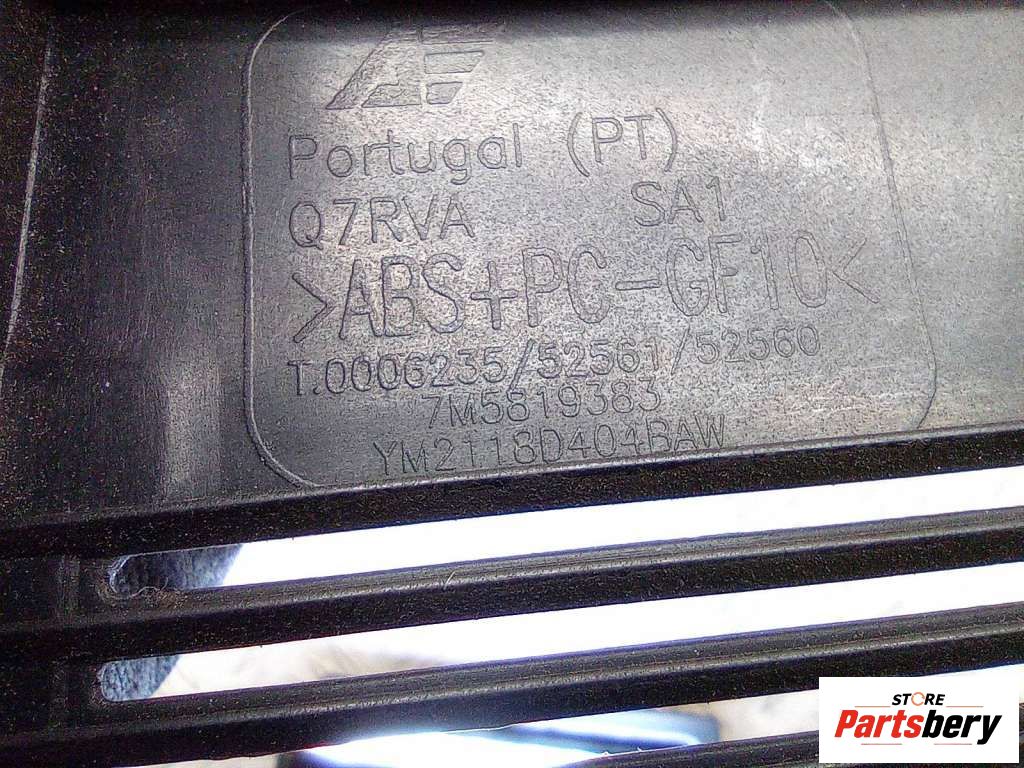 Portugal (PT)
Q7RVA SA1
>ABS+PC-GF10<
T.0006235/52561/52560
7M5819383
YM2118D404BAW
STORE
Partsbery